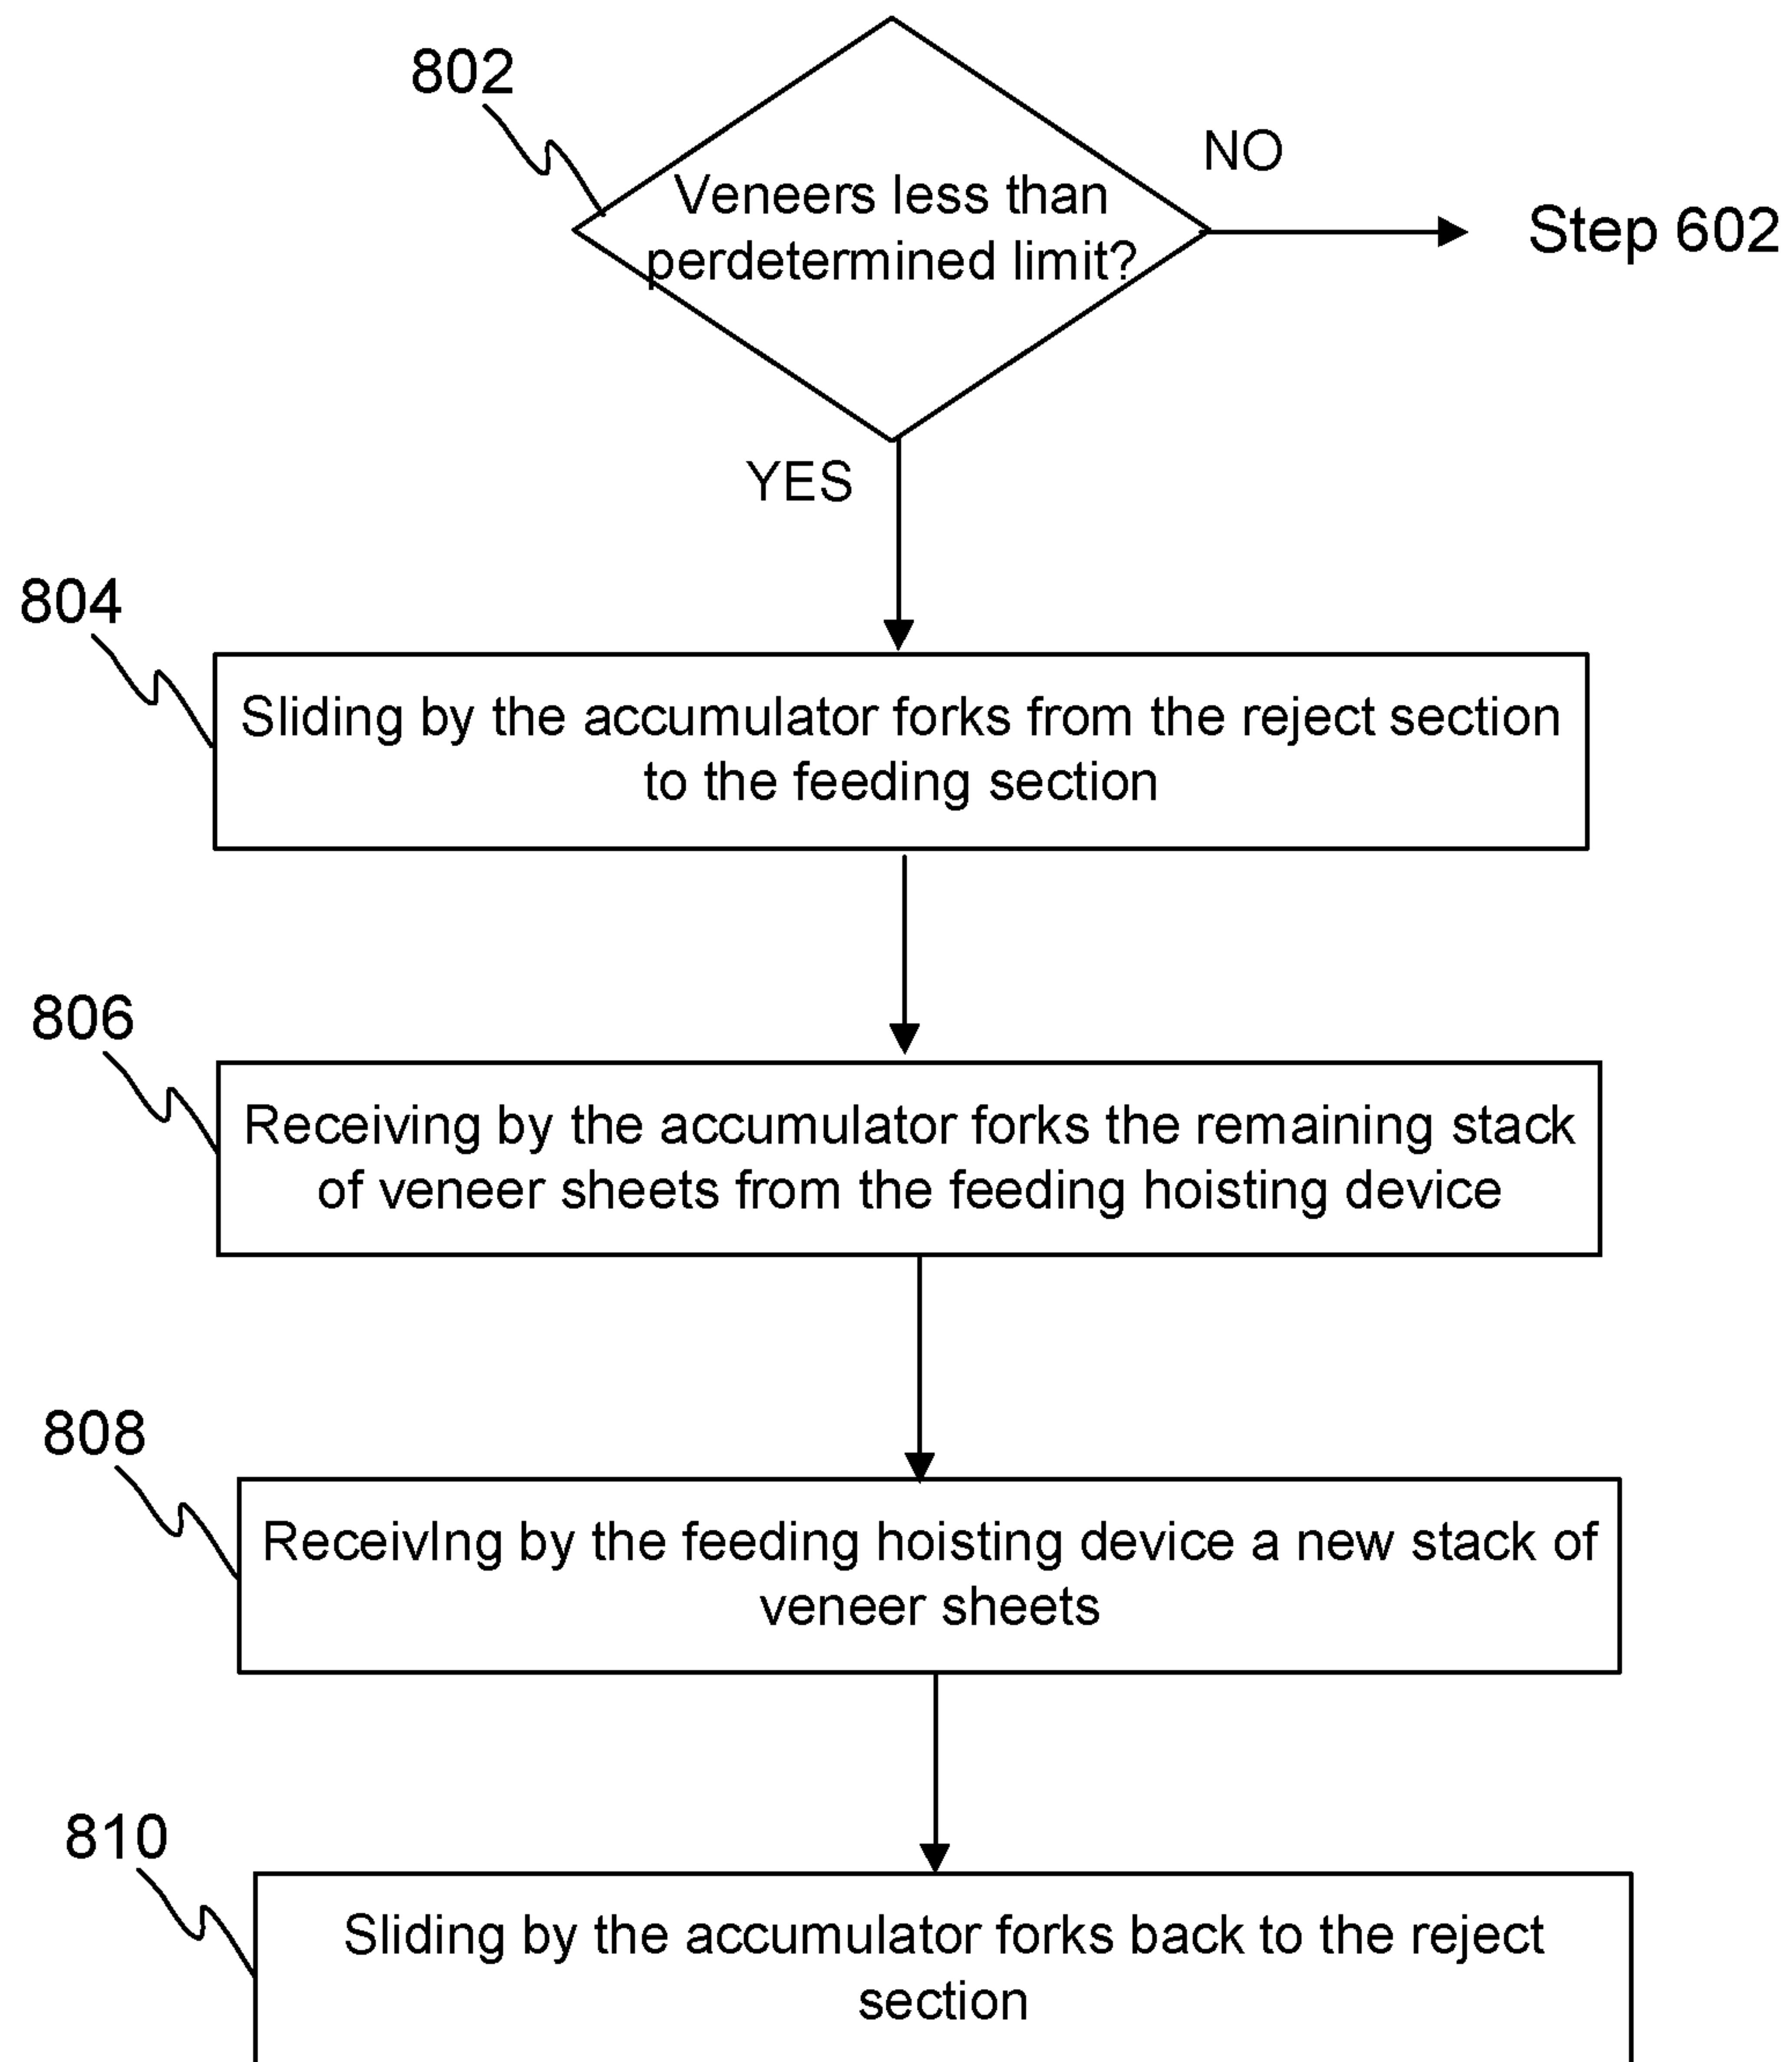 802
NO
Veneers less than
perdetermined limit?
Step 602
YES
804
Sliding by the accumulator forks from the reject section
to the feeding section
806
Receiving by the accumulator forks the remaining stack
of veneer sheets from the feeding hoisting device
808
ReceivIng by the feeding hoisting device a new stack of
veneer sheets
810
Sliding by the accumulator forks back to the reject
section